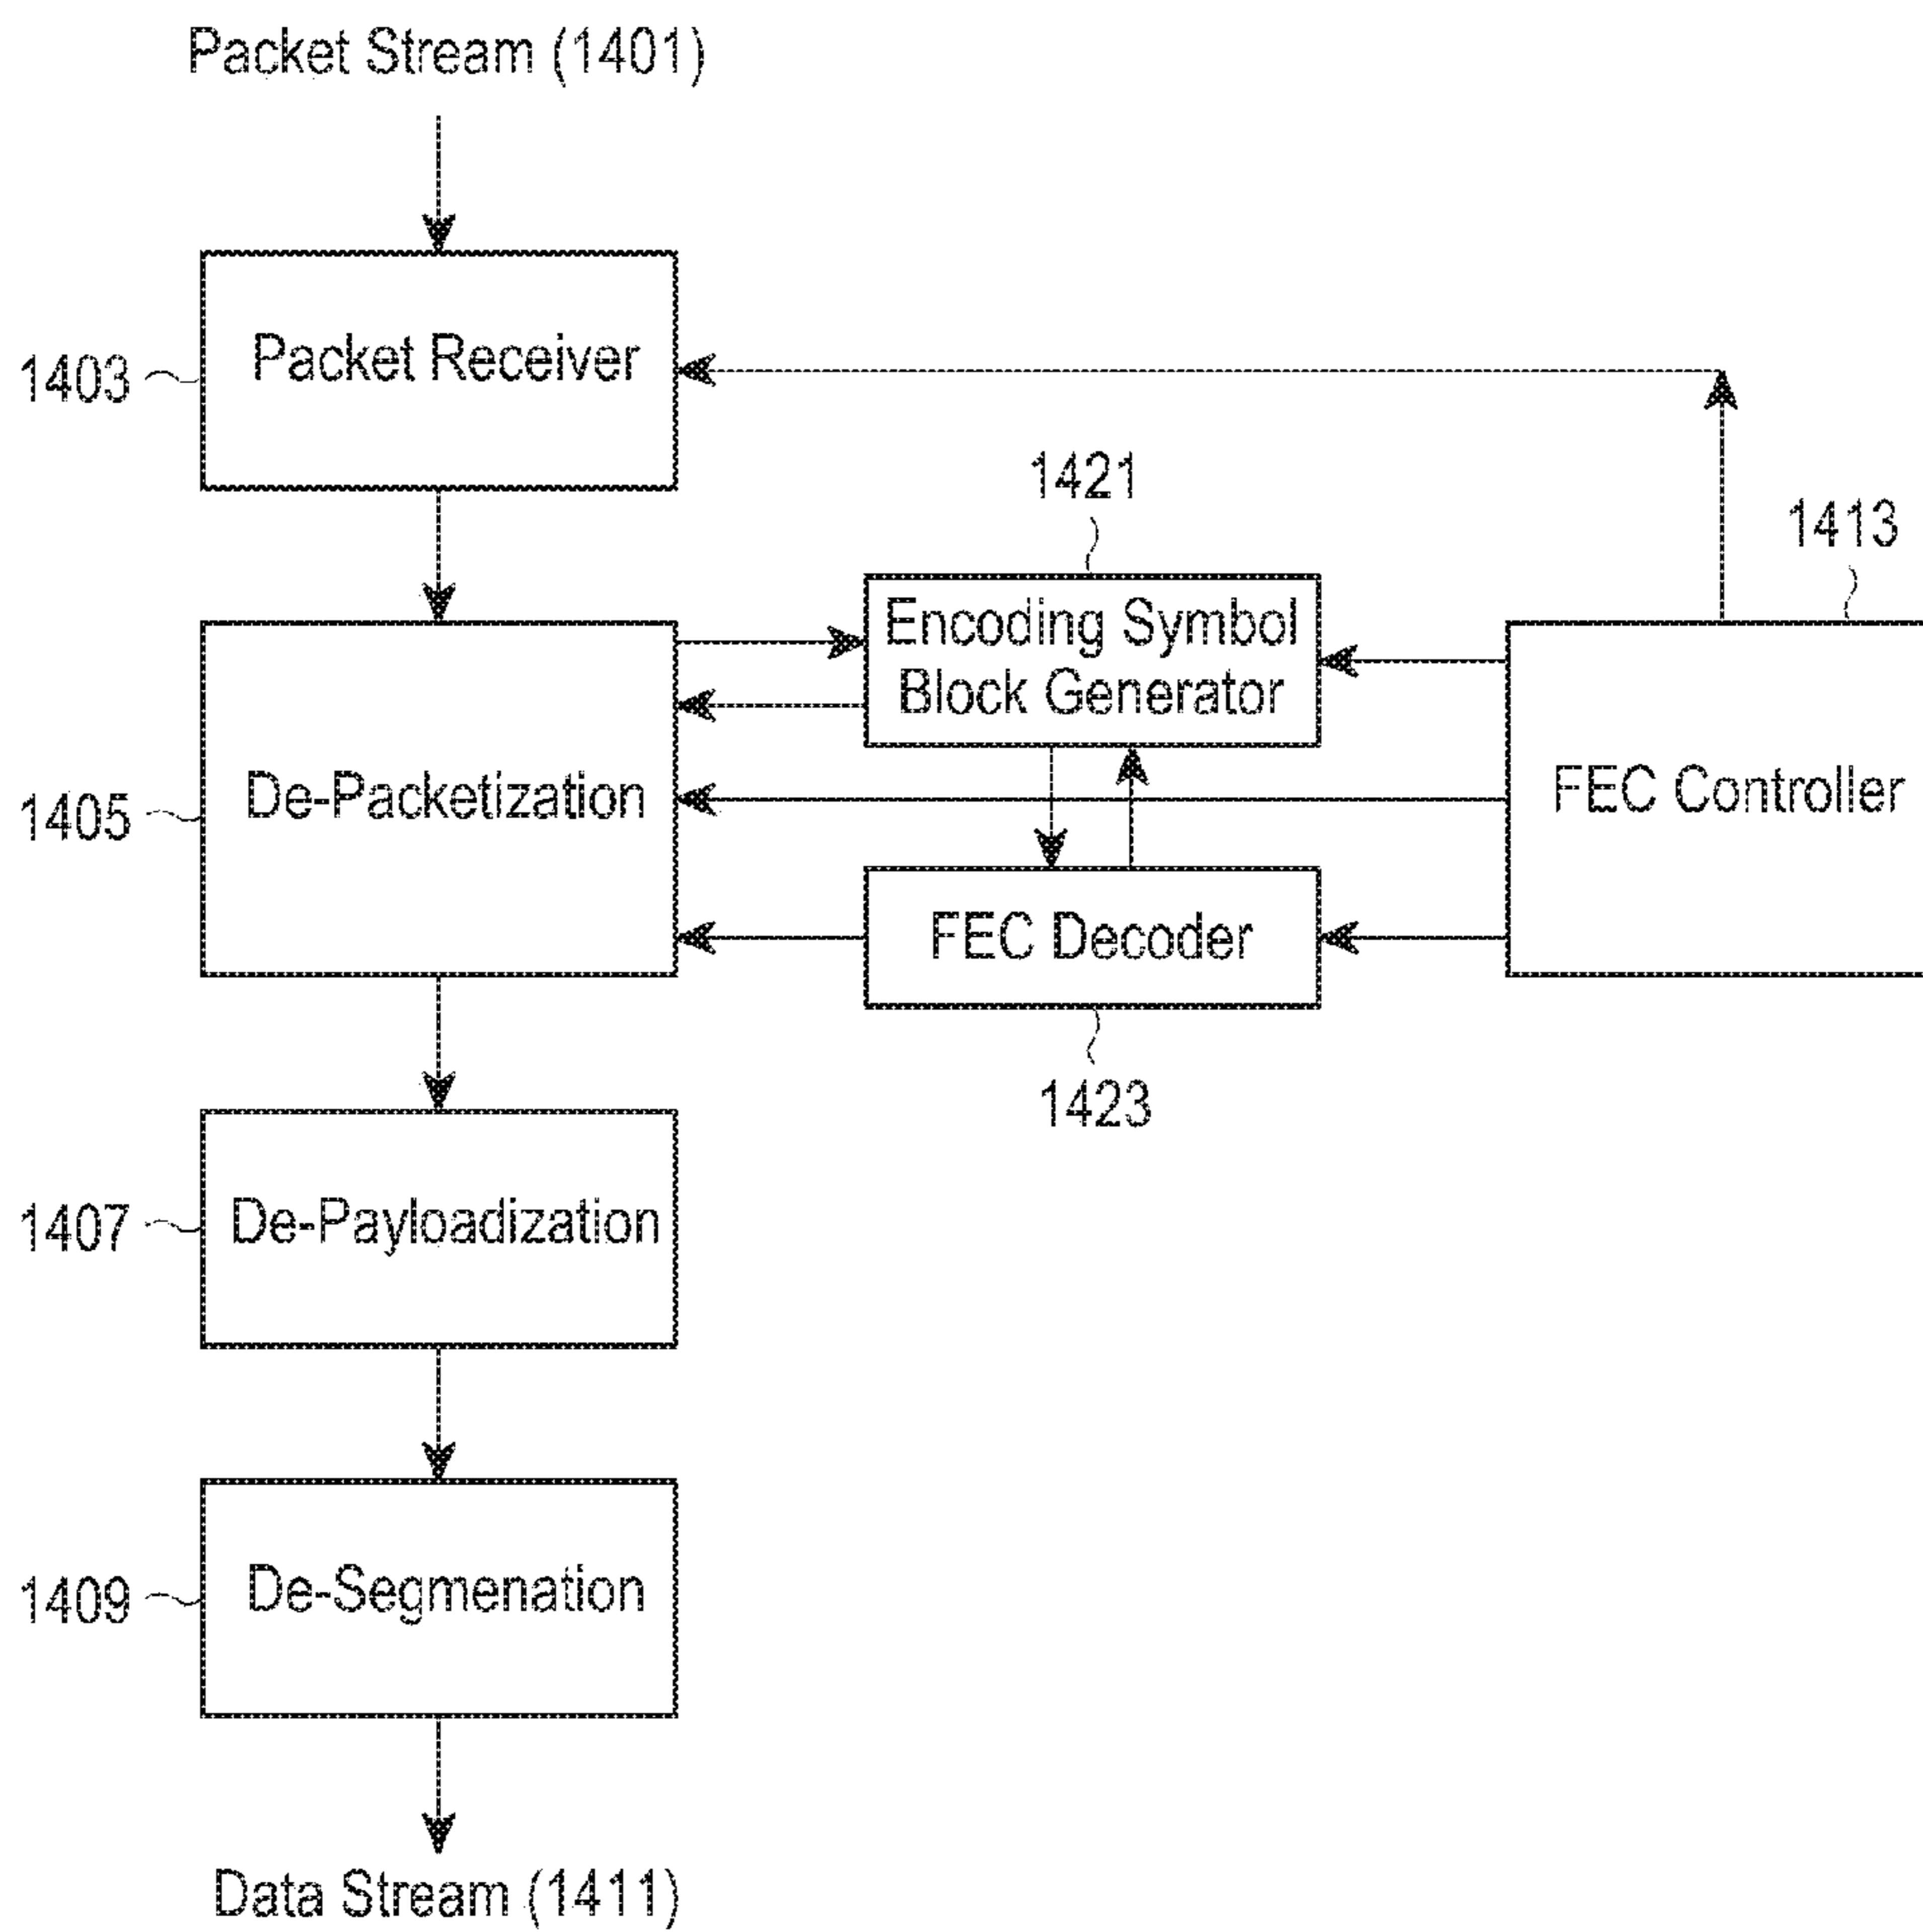 Packet Stream (1401)
1403
Packet Receiver
1421
1413
Encoding Symbol
Block Generator
1405
De-Packetization
FEC Controller
FEC Decoder
1423
1407
De-Payloadization
1409
De-Segmenation
Data Stream (1411)